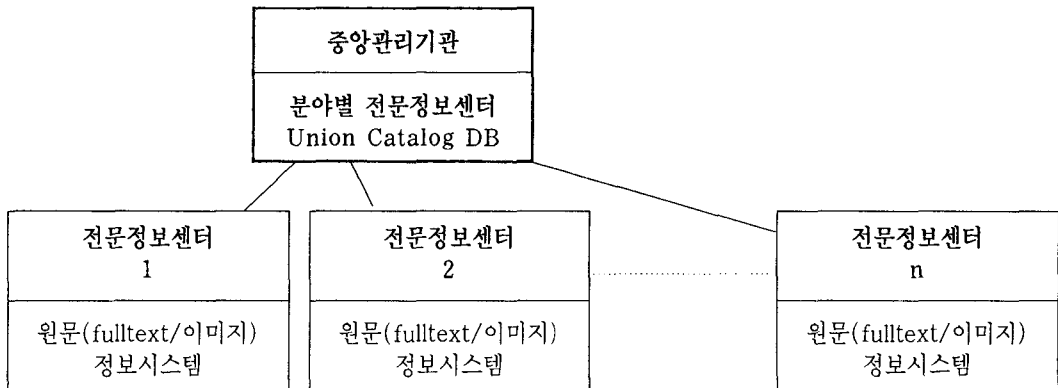 중앙관리기관
분야별 전문정보센터
Union Catalog DB
전문정보센터
1
원문(fulltext/이미지)
정보시스템
전문정보센터
2
원문(fulltext/이미지)
정보시스템
전문정보센터
n
원문(fulltext/이미지)
정보시스템